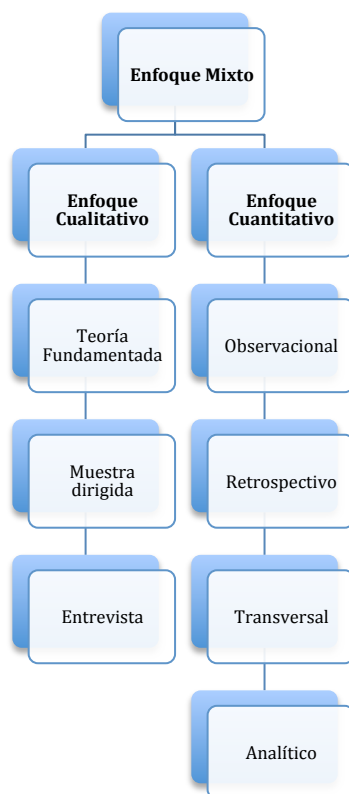 Enfoque Mixto
Enfoque
Cualitativo
Enfoque
Cuantitativo
Teoría
Fundamentada
Observacional
Muestra
dirigida
Retrospectivo
Entrevista
Transversal
Analítico